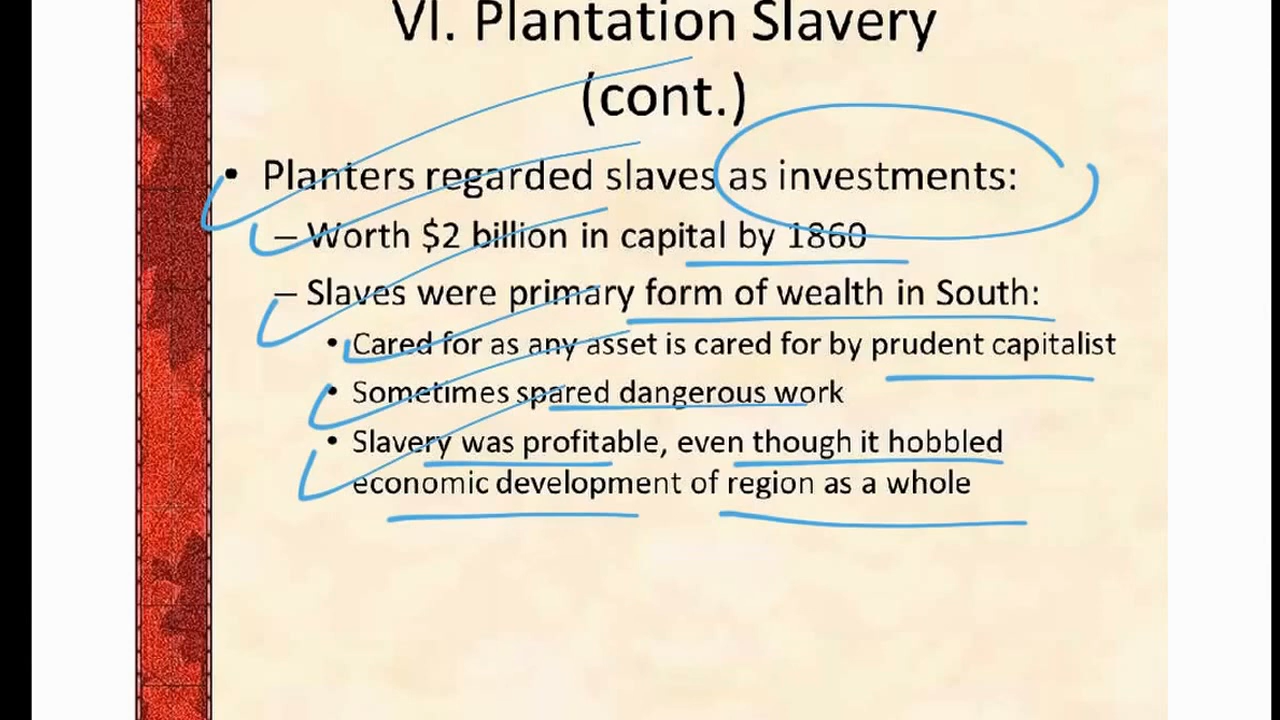 VI. Plantation Slavery
(cont.)
• Planters regarded slaves as investments:
– Worth $2 billion in capital by 1860
– Slaves were primary form of wealth in South:
• Cared for as any asset is cared for by prudent capitalist
• Sometimes spared dangerous work
• Slavery was profitable, even though it hobbled
economic development of region as a whole